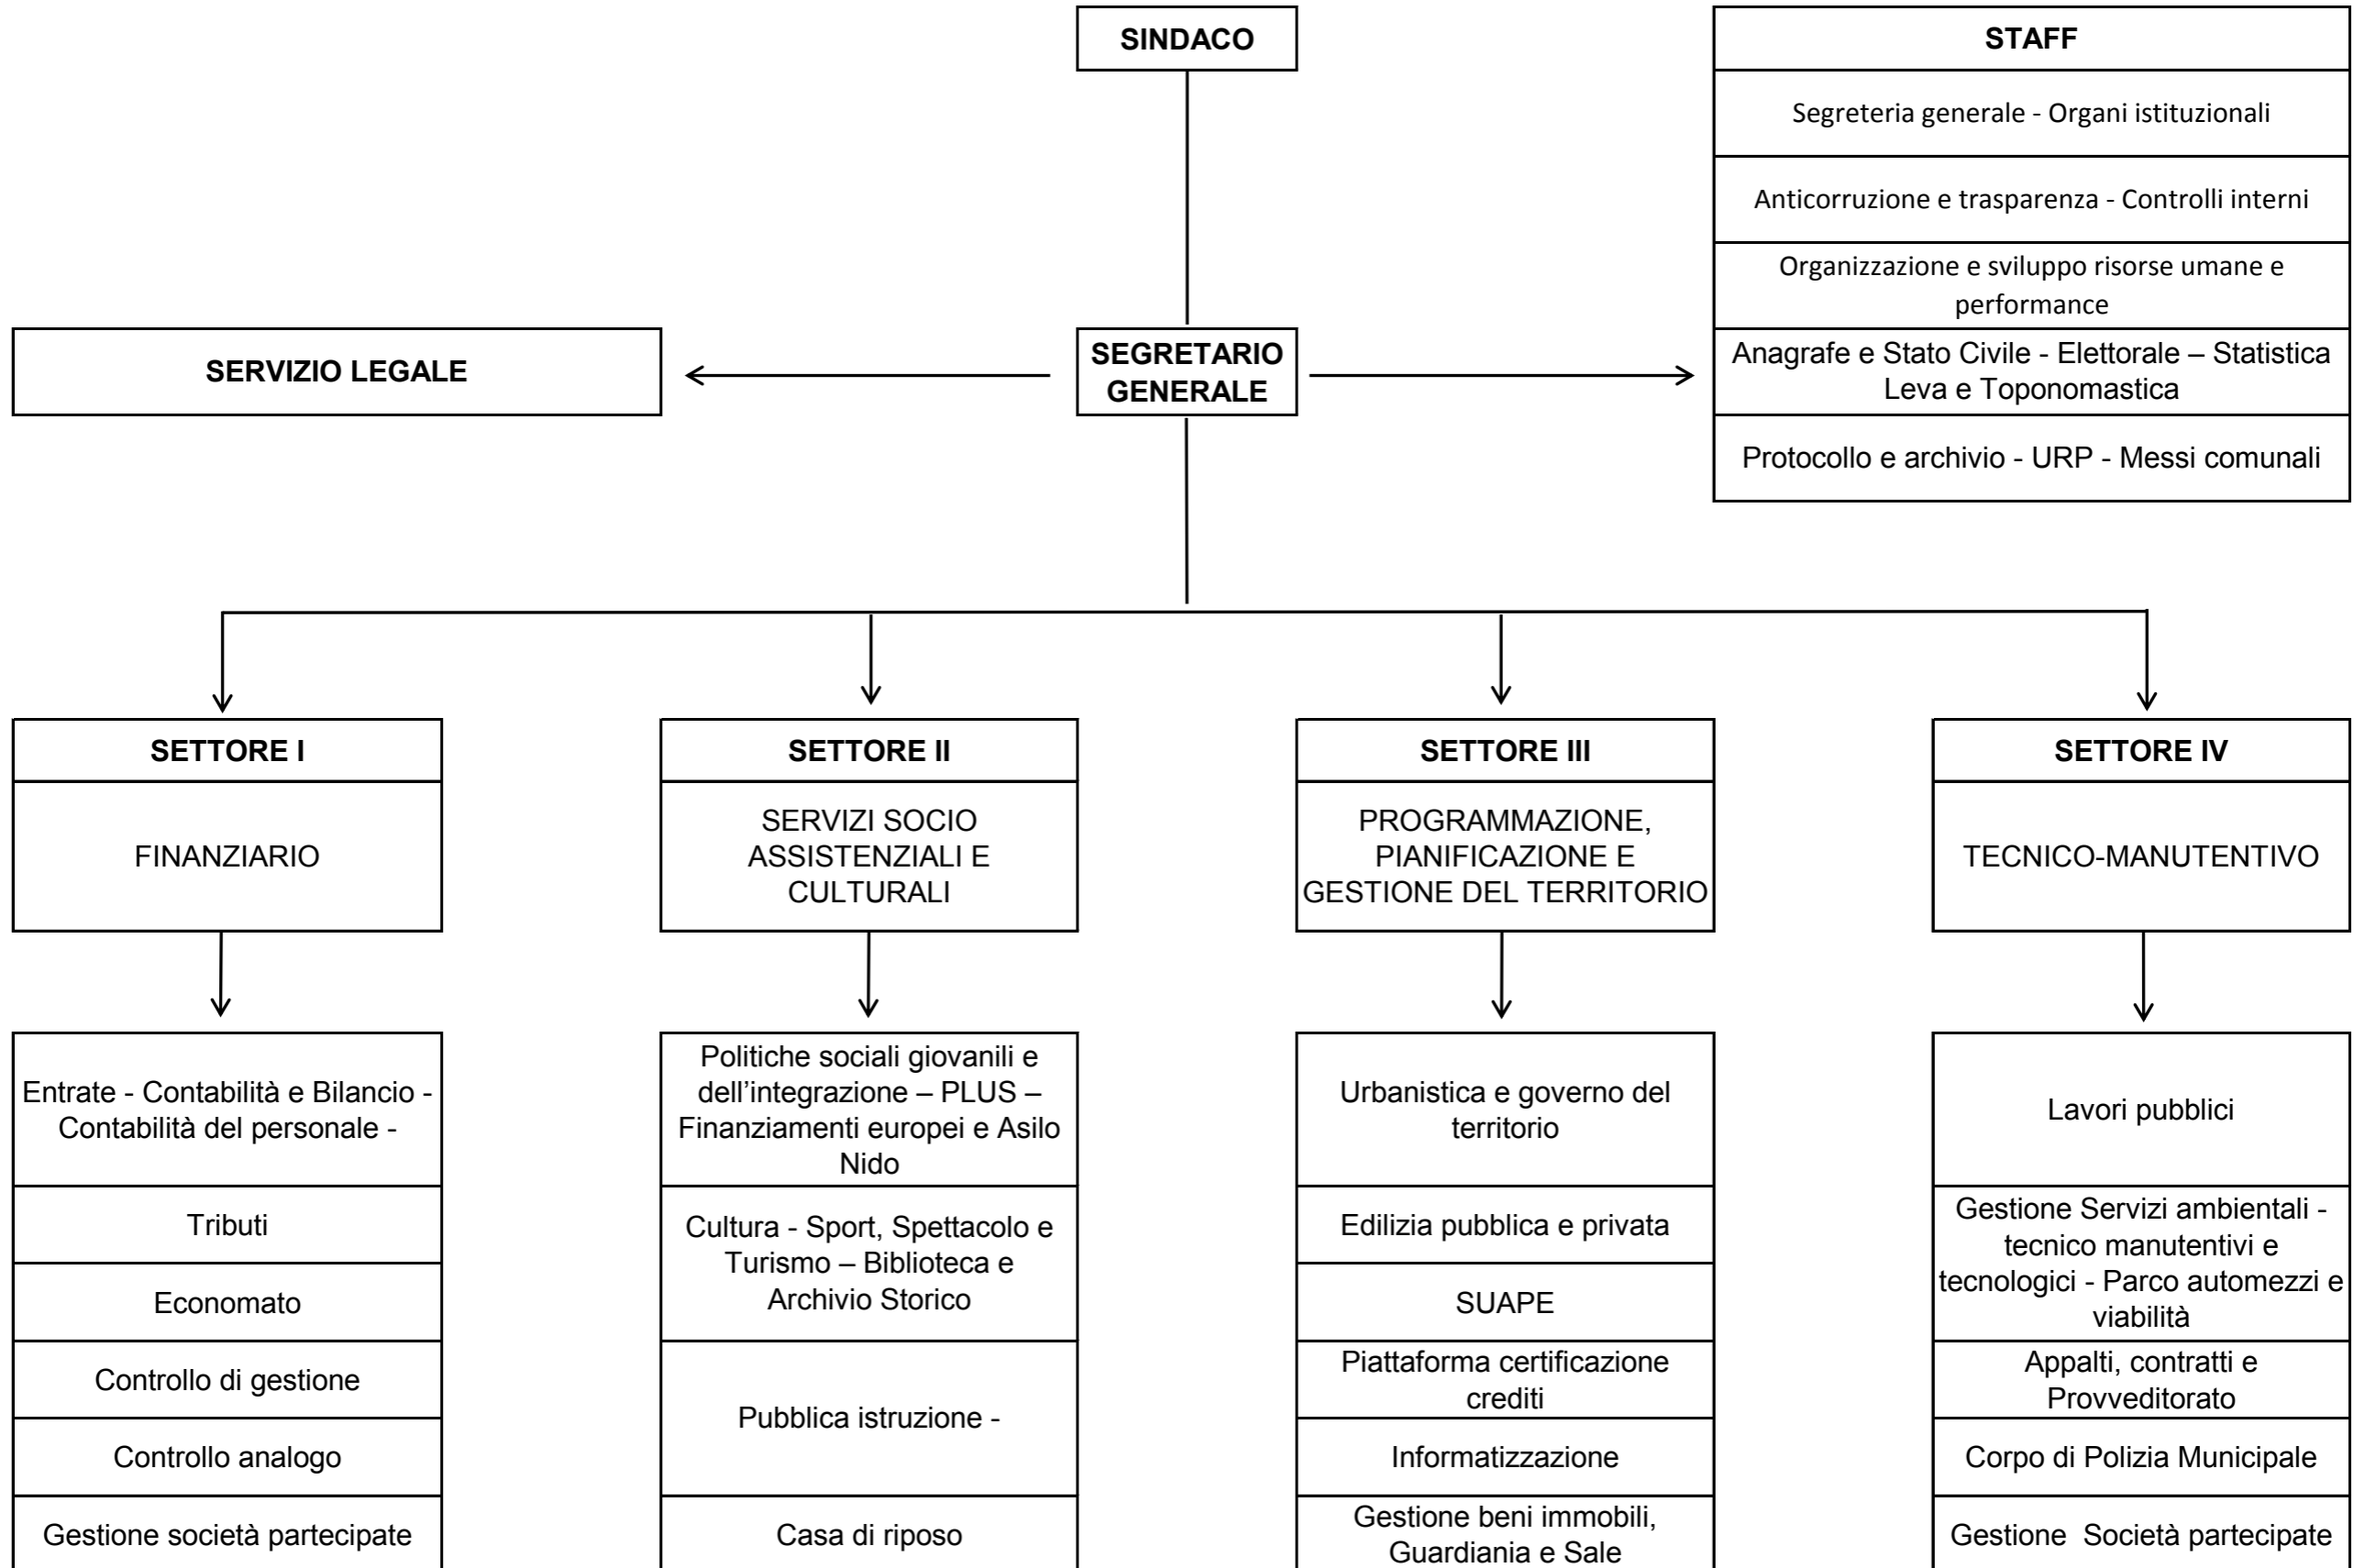 SINDACO
STAFF
Segreteria generale - Organi istituzionali
Anticorruzione e trasparenza - Controlli interni
Organizzazione e sviluppo risorse umane e
performance
Anagrafe e Stato Civile - Elettorale – Statistica
Leva e Toponomastica
Protocollo e archivio - URP - Messi comunali
SERVIZIO LEGALE
SEGRETARIO
GENERALE
SETTORE I
FINANZIARIO
Entrate - Contabilità e Bilancio -
Contabilità del personale -
Tributi
Economato
Controllo di gestione
Controllo analogo
Gestione società partecipate
SETTORE II
SERVIZI SOCIO
ASSISTENZIALI E
CULTURALI
Politiche sociali giovanili e
dell’integrazione – PLUS –
Finanziamenti europei e Asilo
Nido
Cultura - Sport, Spettacolo e
Turismo – Biblioteca e
Archivio Storico
Pubblica istruzione -
Casa di riposo
SETTORE III
PROGRAMMAZIONE,
PIANIFICAZIONE E
GESTIONE DEL TERRITORIO
Urbanistica e governo del
territorio
Edilizia pubblica e privata
SUAPE
Piattaforma certificazione
crediti
Informatizzazione
Gestione beni immobili,
Guardiania e Sale
SETTORE IV
TECNICO-MANUTENTIVO
Lavori pubblici
Gestione Servizi ambientali -
tecnico manutentivi e
tecnologici - Parco automezzi e
viabilità
Appalti, contratti e
Provveditorato
Corpo di Polizia Municipale
Gestione Società partecipate